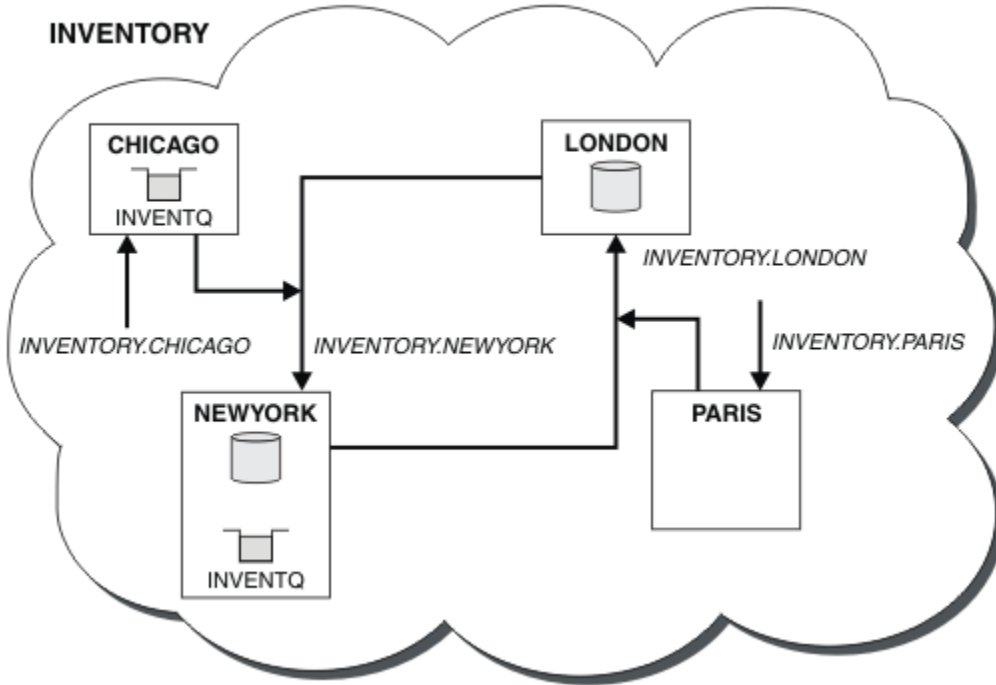 INVENTORY
CHICAGO
INVENTQ
LONDON
INVENTORY.LONDON
INVENTORY.CHICAGO
INVENTORY.NEWYORK
INVENTORY.PARIS
NEWYORK
INVENTQ
PARIS